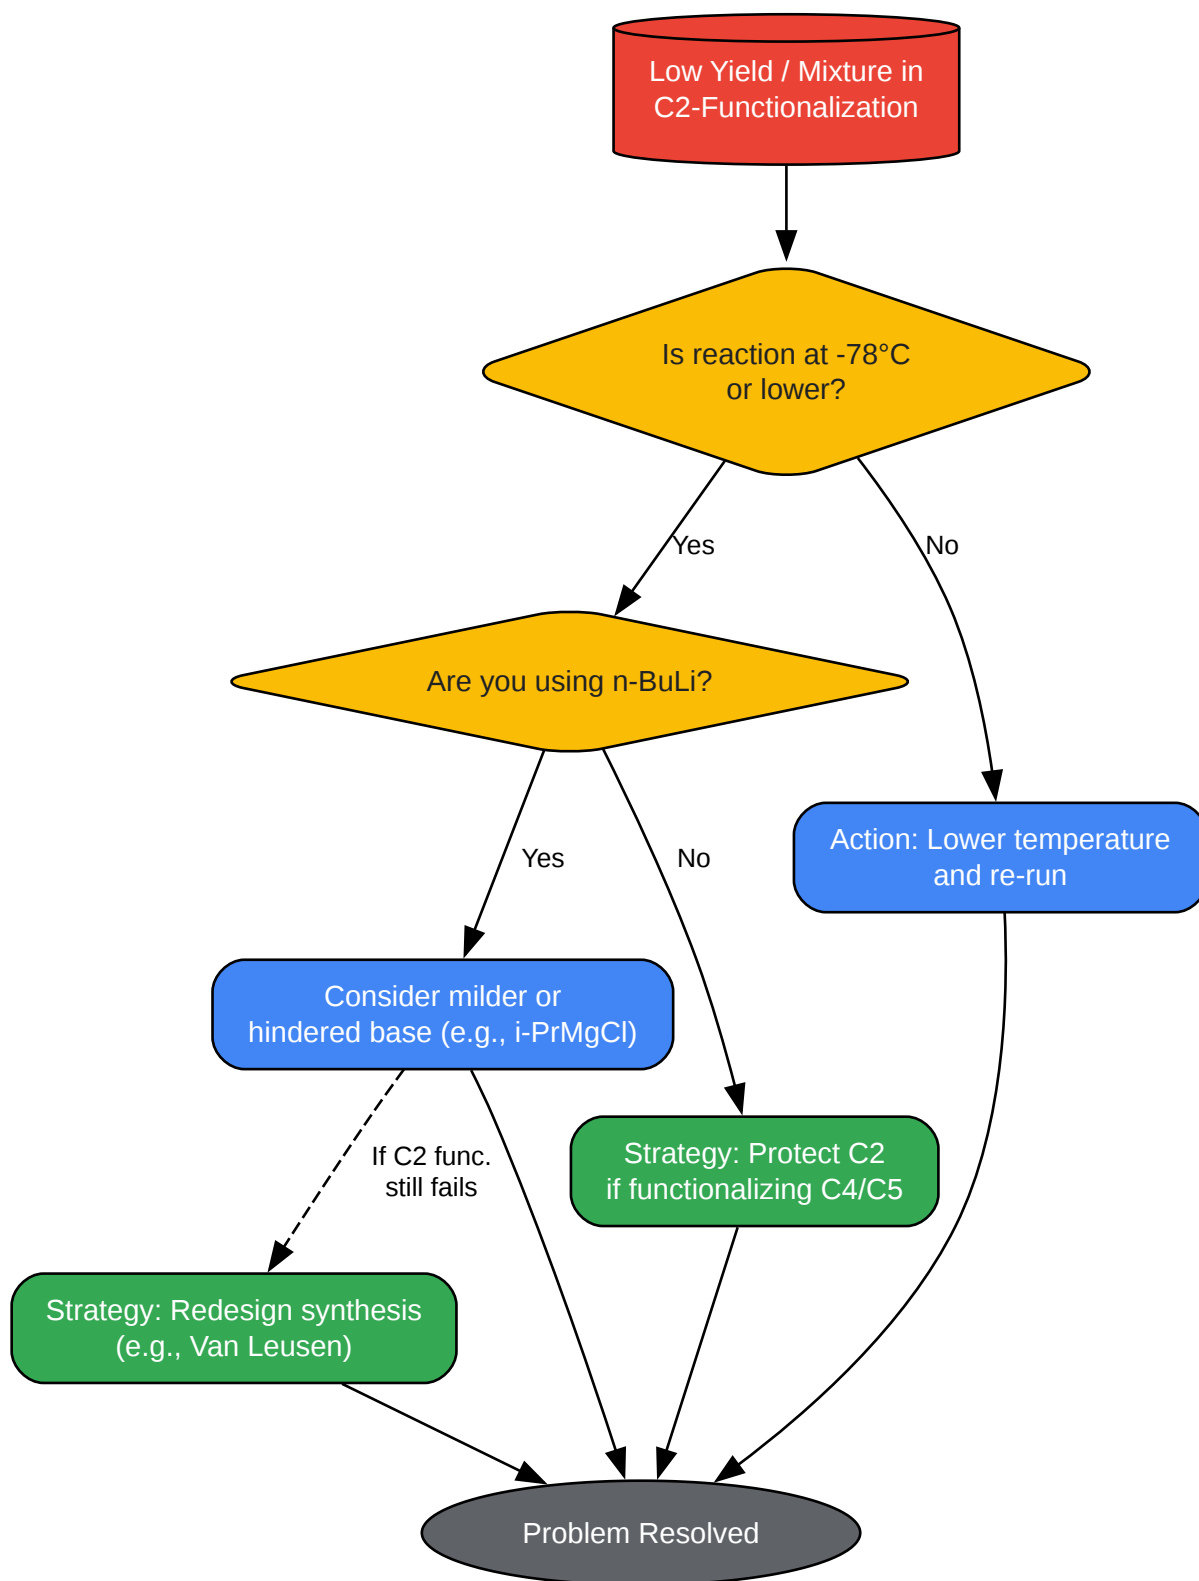 Low Yield / Mixture in
C2-Functionalization
Is reaction at -78°C
or lower?
Yes
No
Are you using n-BuLi?
Action: Lower temperature
and re-run
Yes
No
Consider milder or
hindered base (e.g., i-PrMgCl)
If C2 func.
still fails
Strategy: Protect C2
if functionalizing C4/C5
Strategy: Redesign synthesis
(e.g., Van Leusen)
Problem Resolved